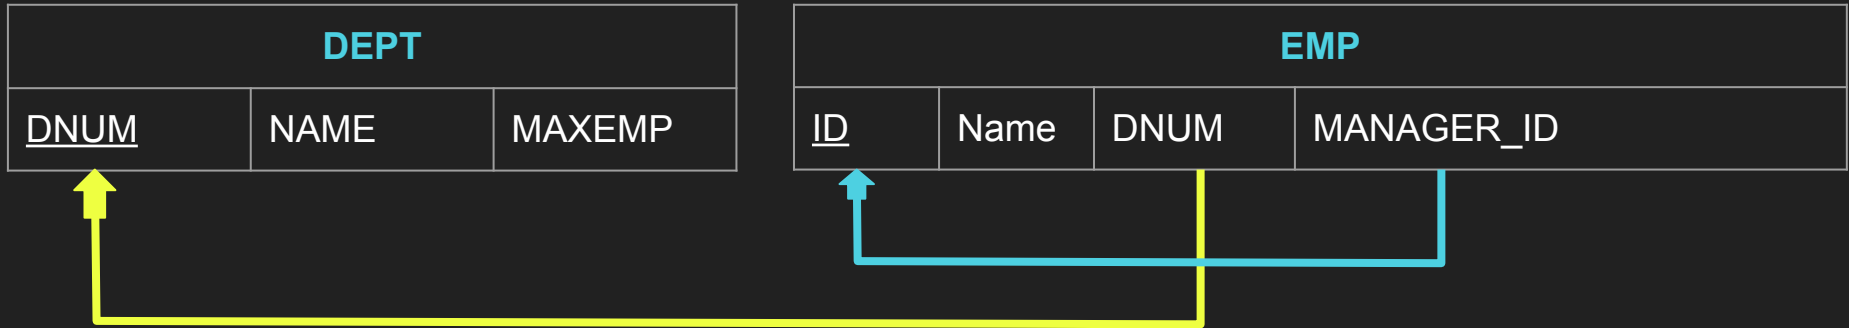 DEPT
DNUM NAME MAXEMP
EMP
ID Name DNUM MANAGER_ID